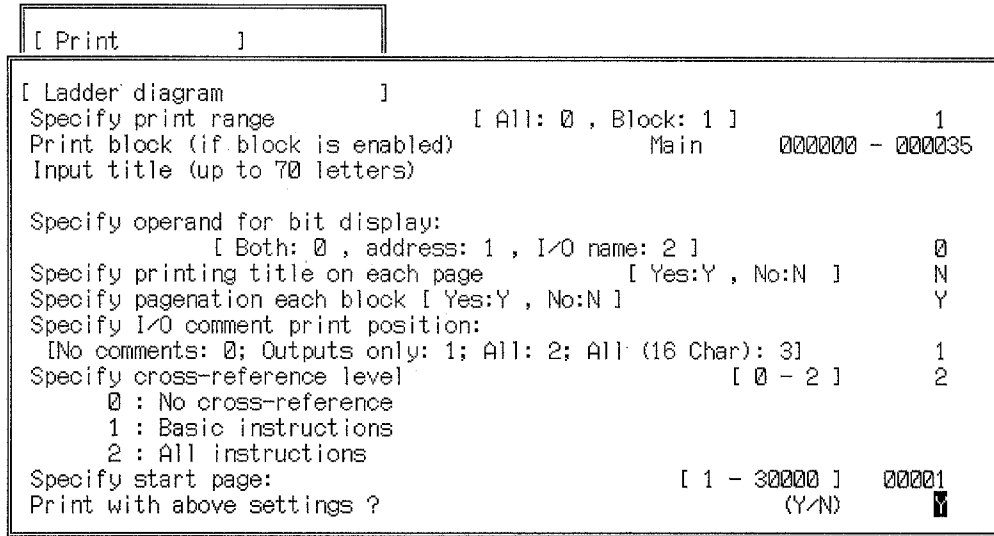 [ Print ]
[ Ladder diagram ]
Specify print range [ All: 0 , Block: 1 ] 1
Print block (if block is enabled) Main 000000 - 000035
Input title (up to 70 letters)
Specify operand for bit display:
[ Both: 0 , address: 1 , I/O name: 2 ] 0
Specify printing title on each page [ Yes:Y , No:N ] N
Specify pagenation each block [ Yes:Y , No:N ] Y
Specify I/O comment print position:
[No comments: 0; Outputs only: 1; All: 2; All (16 Char): 3] 1
Specify cross-reference level [ 0 - 2 ] 2
0 : No cross-reference
1 : Basic instructions
2 : All instructions
Specify start page: [ 1 - 30000 ] 00001
Print with above settings ? (Y/N) Y